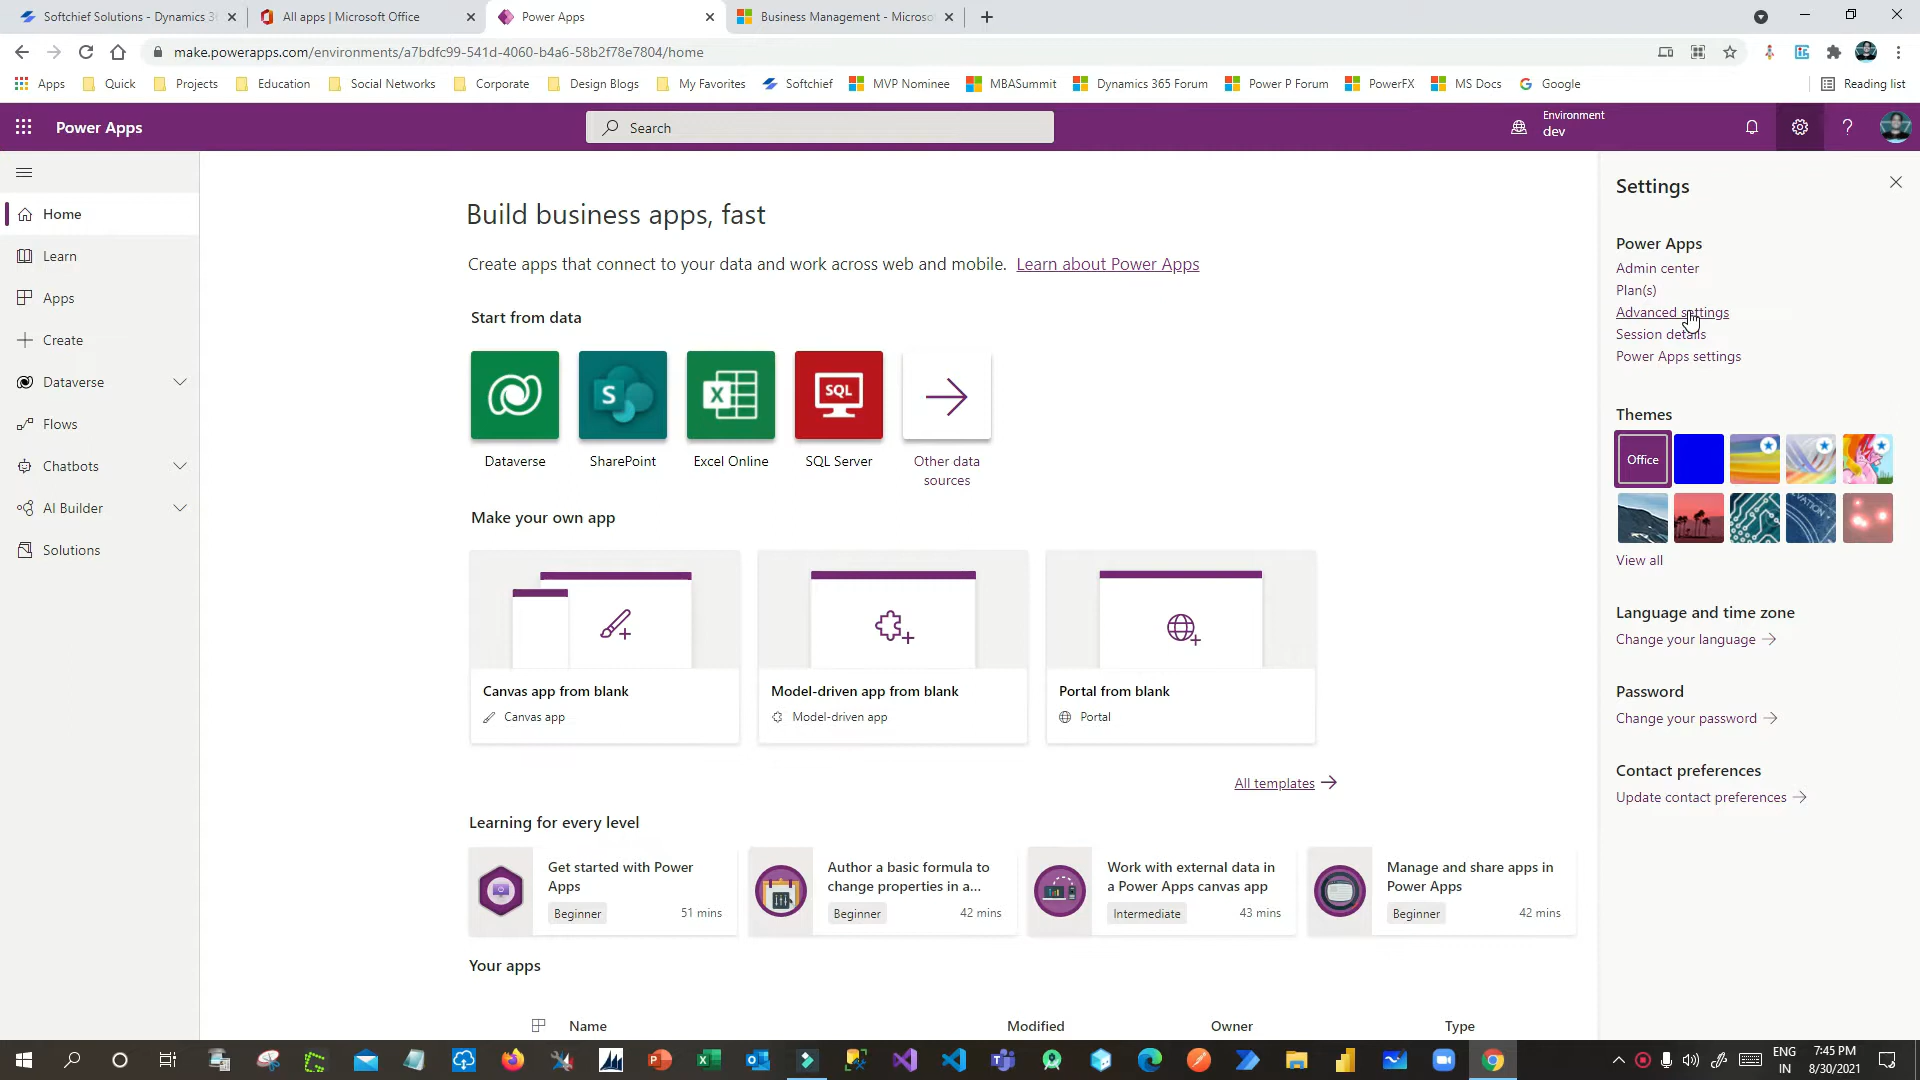 Softchief Solutions - Dynamics 3
All apps | Microsoft Office
Power Apps
Business Management - Microso
make.powerapps.com/environments/a7bdfc99-541d-4060-b4a6-58b2f78e7804/home
Apps
Quick
Projects
Education
Social Networks
Corporate
Design Blogs
My Favorites
Softchief
MVP Nominee
MBASummit
Dynamics 365 Forum
Power P Forum
PowerFX
MS Docs
Google
Reading list
Power Apps
Search
Environment
dev
Home
Learn
Apps
Create
Dataverse
Flows
Chatbots
AI Builder
Solutions
Build business apps, fast
Create apps that connect to your data and work across web and mobile. Learn about Power Apps
Start from data
SQL
Dataverse
SharePoint
Excel Online
SQL Server
Other data
sources
Make your own app
Canvas app from blank
Canvas app
Model-driven app from blank
Model-driven app
Portal from blank
Portal
All templates
Learning for every level
Get started with Power
Apps
Beginner
51 mins
Author a basic formula to
change properties in a...
Beginner
42 mins
Work with external data in
a Power Apps canvas app
Intermediate
43 mins
Manage and share apps in
Power Apps
Beginner
42 mins
Your apps
Name
Modified
Owner
Type
Settings
Power Apps
Admin center
Plan(s)
Advanced settings
Session details
Power Apps settings
Themes
Office
View all
Language and time zone
Change your language
Password
Change your password
Contact preferences
Update contact preferences
ENG
IN
7:45 PM
8/30/2021